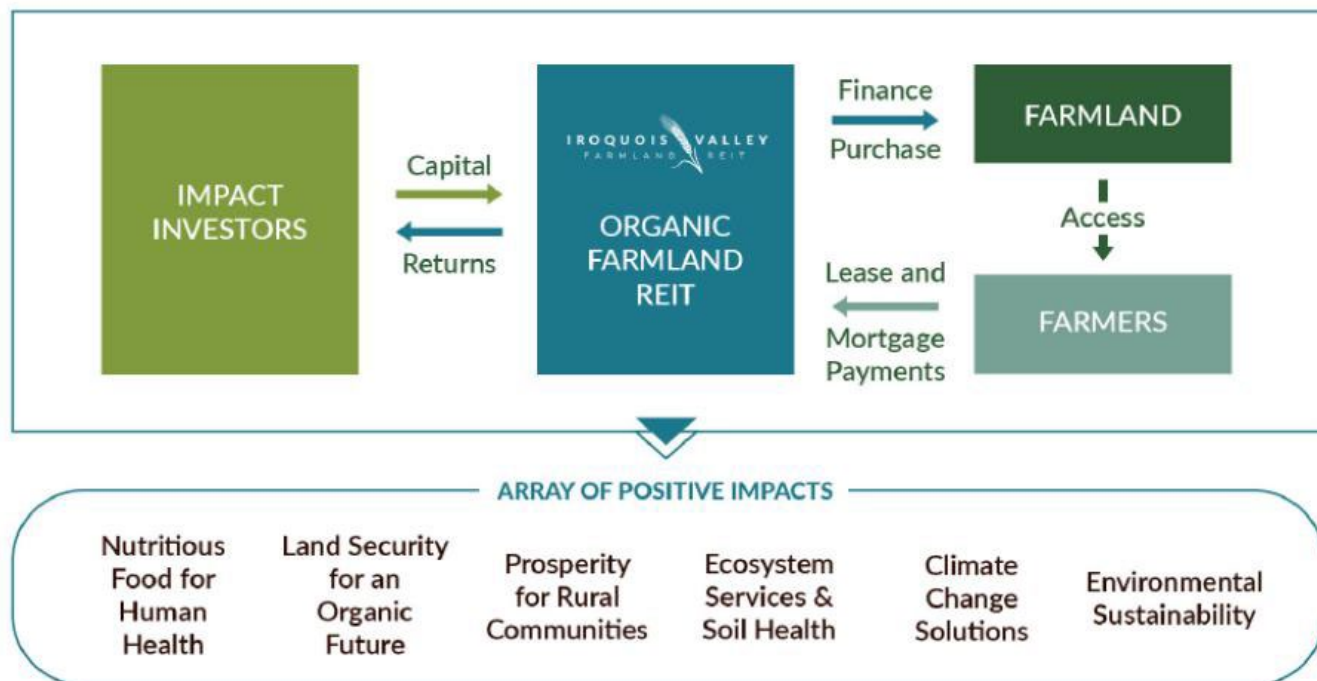 IMPACT
INVESTORS
Capital
Returns
IROQUOIS VALLEY
FARMLAND REIT
ORGANIC
FARMLAND
REIT
Finance
Purchase
FARMLAND
Access
Lease and
Mortgage
Payments
FARMERS
ARRAY OF POSITIVE IMPACTS
Nutritious
Food for
Human
Health
Land Security
for an
Organic
Future
Prosperity
for Rural
Communities
Ecosystem
Services &
Soil Health
Climate
Change
Solutions
Environmental
Sustainability